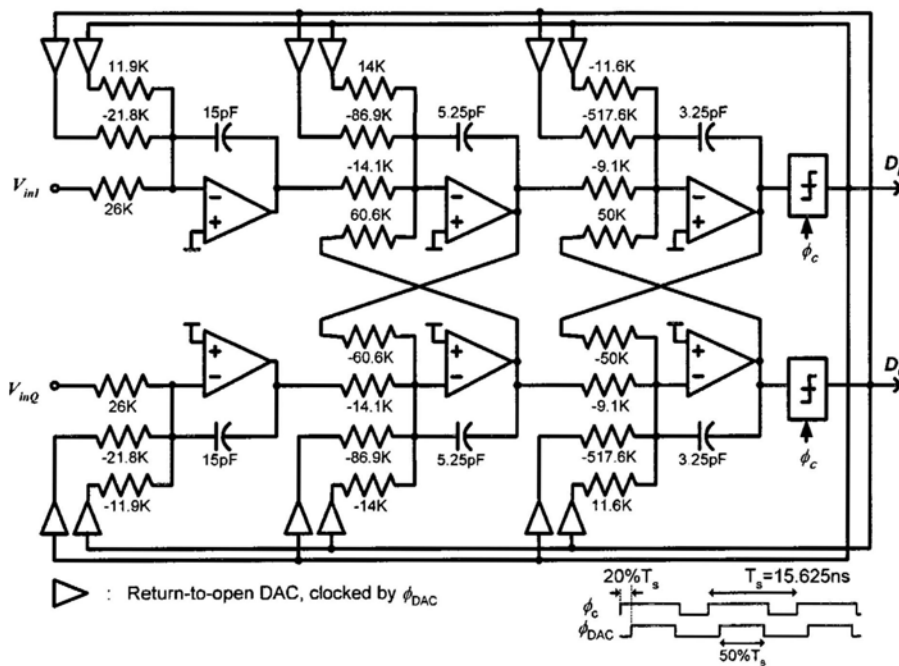 11.9K
14K
-11.6K
15pF
5.25pF
3.25pF
-21.8K
-86.9K
-517.6K
V_inI
-14.1K
-9.1K
26K
60.6K
50K
ϕ_c
-60.6K
-50K
V_inQ
26K
-14.1K
-9.1K
-21.8K
15pF
-86.9K
5.25pF
-517.6K
3.25pF
ϕ_c
-11.9K
-14K
11.6K
: Return-to-open DAC, clocked by ϕ_DAC
20%T_s
T_s=15.625ns
ϕ_c
ϕ_DAC
50%T_s